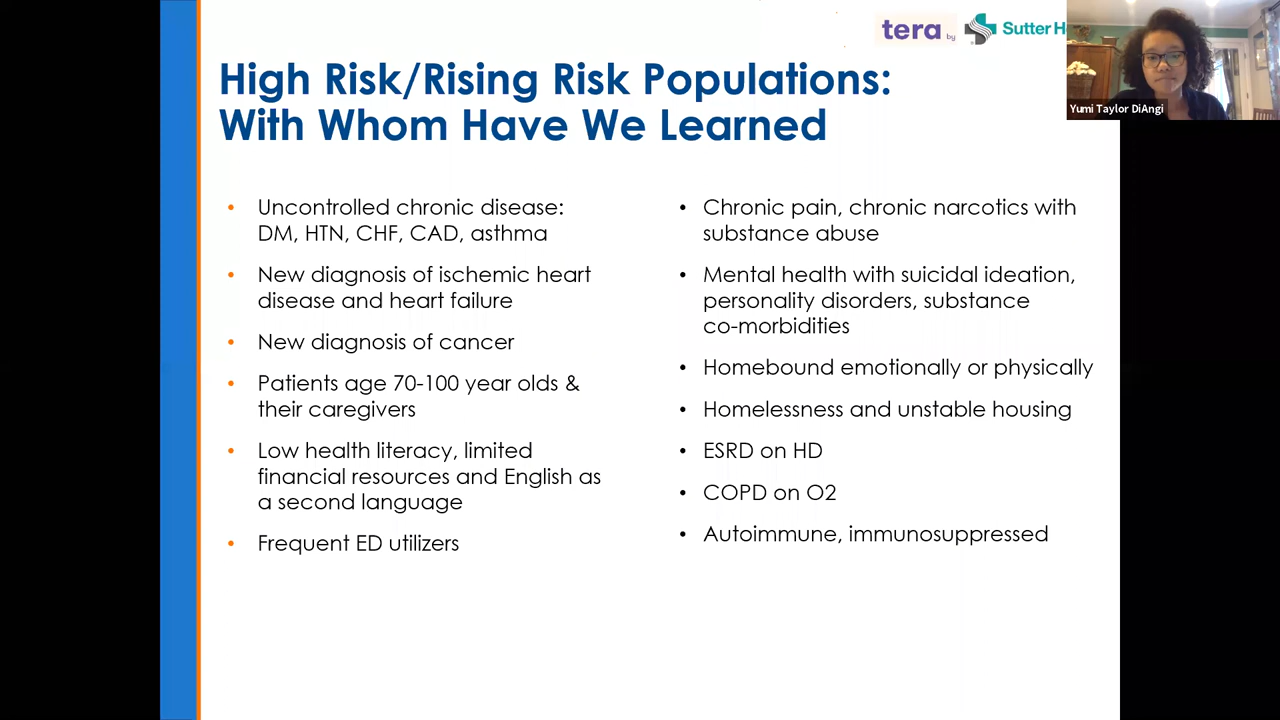 tera by Sutter H
Yumi Taylor DiAngi
High Risk/Rising Risk Populations:
With Whom Have We Learned
• Uncontrolled chronic disease:
DM, HTN, CHF, CAD, asthma
• New diagnosis of ischemic heart
disease and heart failure
• New diagnosis of cancer
• Patients age 70-100 year olds &
their caregivers
• Low health literacy, limited
financial resources and English as
a second language
• Frequent ED utilizers
• Chronic pain, chronic narcotics with
substance abuse
• Mental health with suicidal ideation,
personality disorders, substance
co-morbidities
• Homebound emotionally or physically
• Homelessness and unstable housing
• ESRD on HD
• COPD on O2
• Autoimmune, immunosuppressed